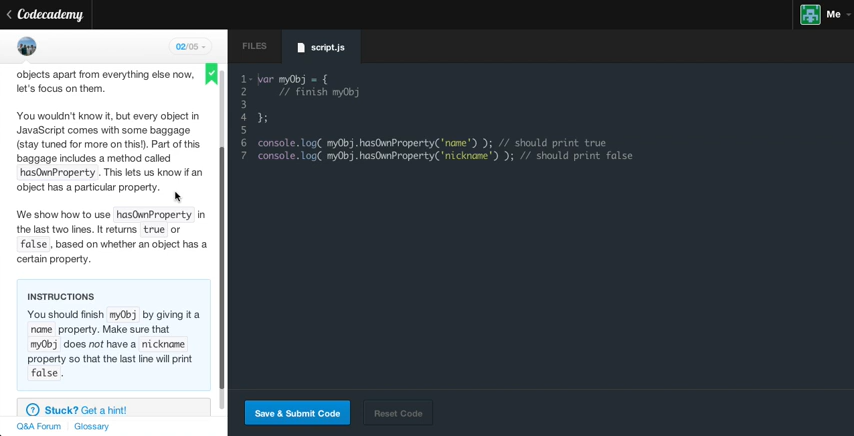 Codecademy
Me
02/05
FILES
script.js
objects apart from everything else now,
let's focus on them.
You wouldn't know it, but every object in
JavaScript comes with some baggage
(stay tuned for more on this!). Part of this
baggage includes a method called
hasOwnProperty . This lets us know if an
object has a particular property.
We show how to use hasOwnProperty in
the last two lines. It returns true or
false , based on whether an object has a
certain property.
INSTRUCTIONS
You should finish myObj by giving it a
name property. Make sure that
myObj does not have a nickname
property so that the last line will print
false .
? Stuck? Get a hint!
Q&A Forum Glossary
1 var myObj = {
2 // finish myObj
3
4 };
5
6 console.log( myObj.hasOwnProperty('name') ); // should print true
7 console.log( myObj.hasOwnProperty('nickname') ); // should print false
Save & Submit Code
Reset Code